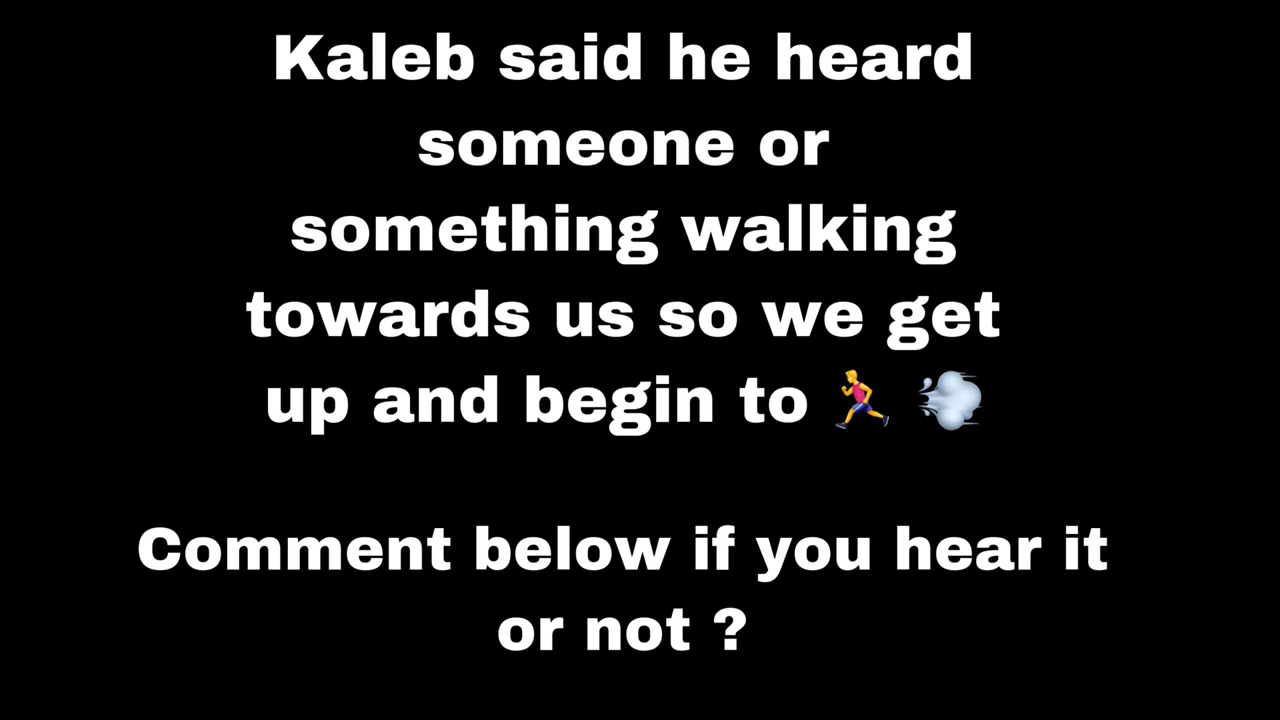 Kaleb said he heard
someone or
something walking
towards us so we get
up and begin to 🏃 💨
Comment below if you hear it
or not ?